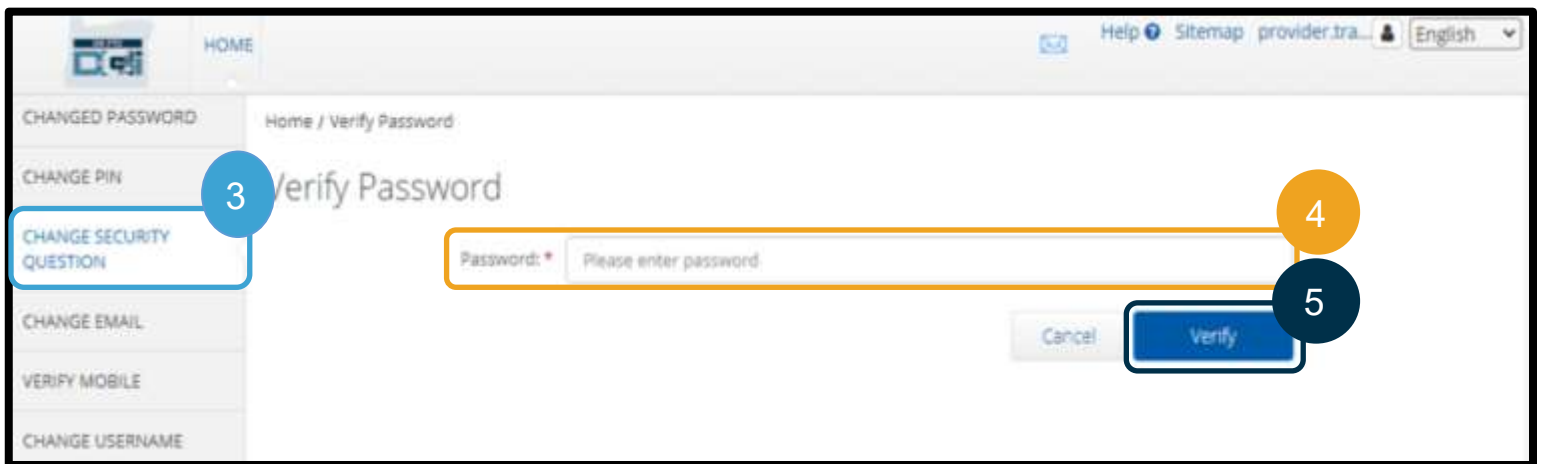 HOME
Help Sitemap provider.tra... English
CHANGED PASSWORD
Home / Verify Password
CHANGE PIN
3
Verify Password
4
CHANGE SECURITY
QUESTION
Password: * Please enter password
5
CHANGE EMAIL
Cancel Verify
VERIFY MOBILE
CHANGE USERNAME